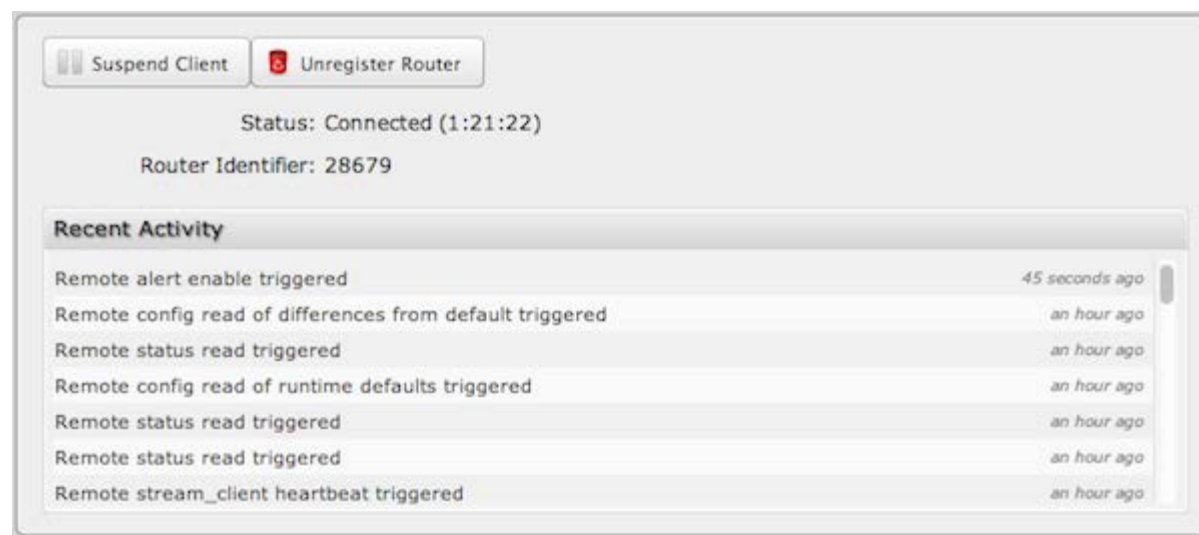 Suspend Client Unregister Router
Status: Connected (1:21:22)
Router Identifier: 28679
Recent Activity
Remote alert enable triggered 45 seconds ago
Remote config read of differences from default triggered an hour ago
Remote status read triggered an hour ago
Remote config read of runtime defaults triggered an hour ago
Remote status read triggered an hour ago
Remote status read triggered an hour ago
Remote stream_client heartbeat triggered an hour ago